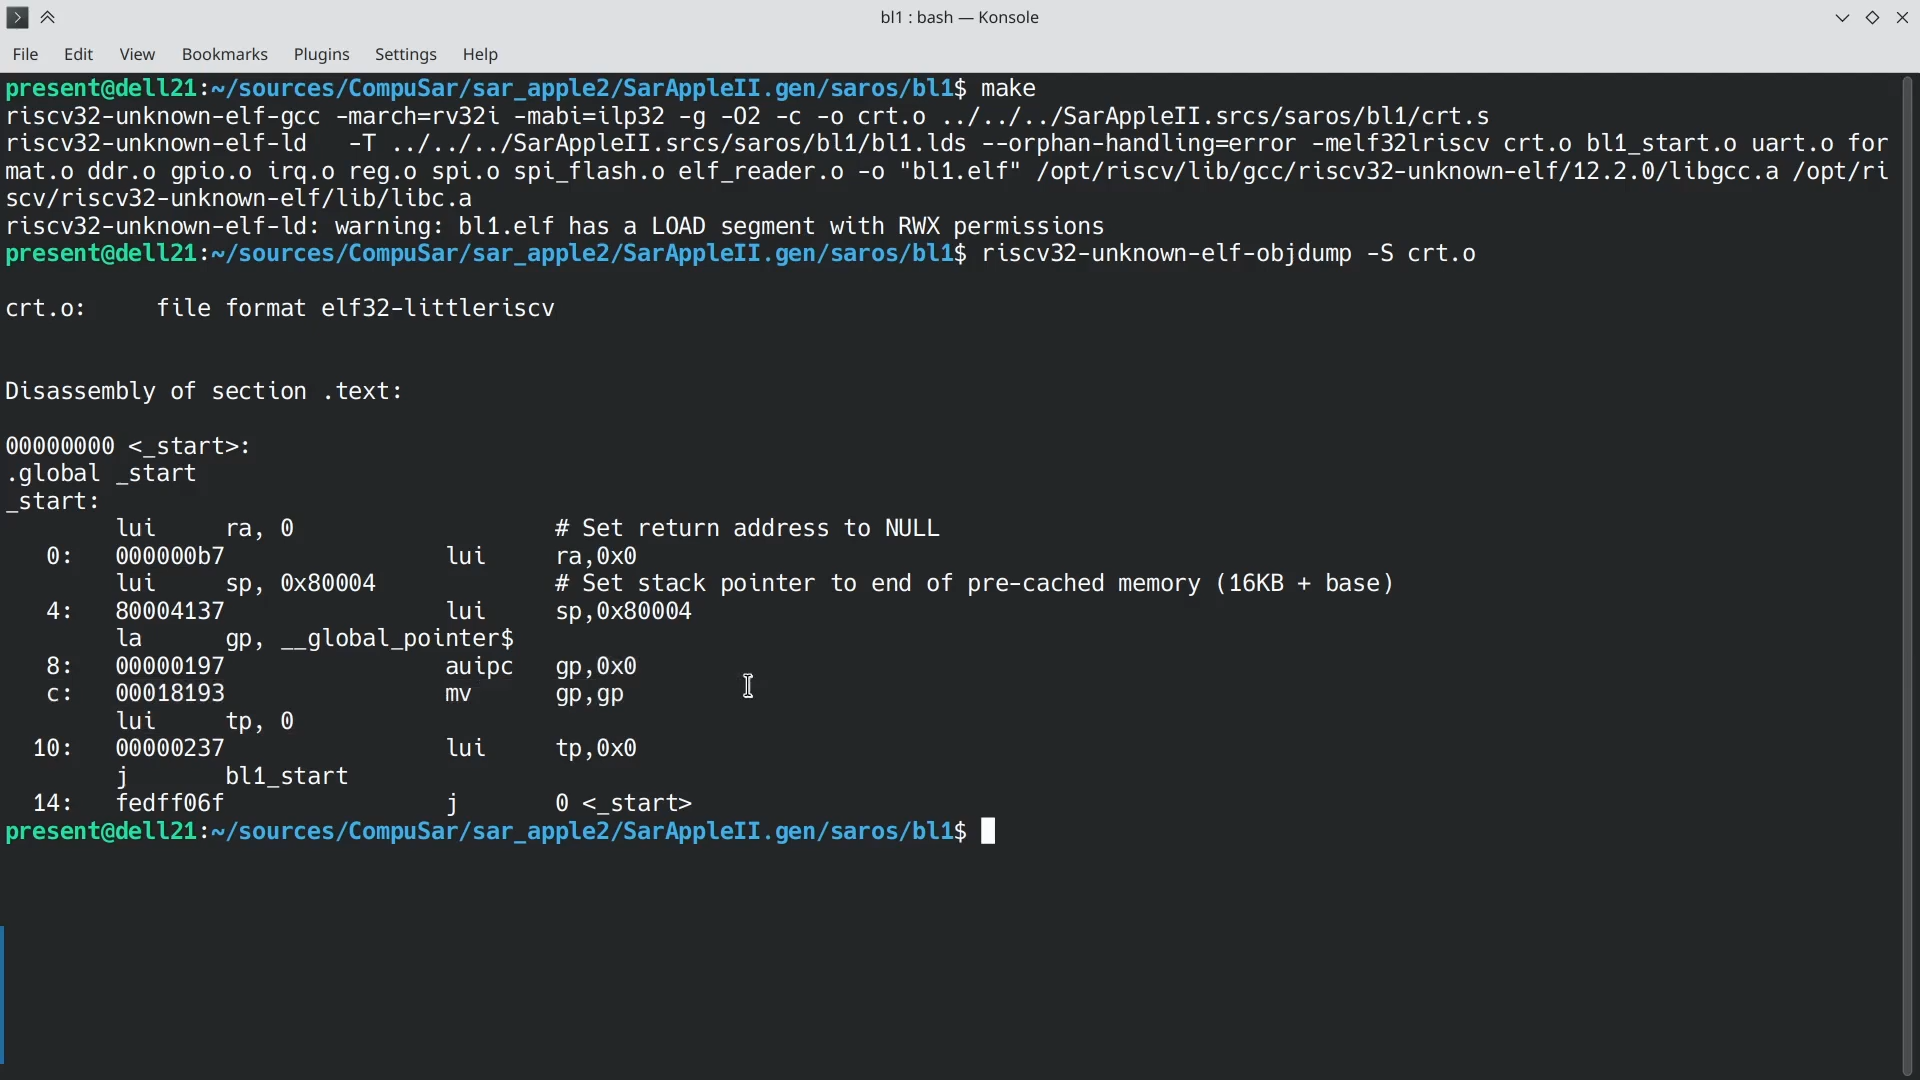 bl1 : bash — Konsole
File Edit View Bookmarks Plugins Settings Help
present@dell21:~/sources/CompuSar/sar_apple2/SarAppleII.gen/saros/bl1$ make
riscv32-unknown-elf-gcc -march=rv32i -mabi=ilp32 -g -O2 -c -o crt.o ../../../SarAppleII.srcs/saros/bl1/crt.s
riscv32-unknown-elf-ld   -T ../../../SarAppleII.srcs/saros/bl1/bl1.lds --orphan-handling=error -melf32lriscv crt.o bl1_start.o uart.o for
mat.o ddr.o gpio.o irq.o reg.o spi.o spi_flash.o elf_reader.o -o "bl1.elf" /opt/riscv/lib/gcc/riscv32-unknown-elf/12.2.0/libgcc.a /opt/ri
scv/riscv32-unknown-elf/lib/libc.a
riscv32-unknown-elf-ld: warning: bl1.elf has a LOAD segment with RWX permissions
present@dell21:~/sources/CompuSar/sar_apple2/SarAppleII.gen/saros/bl1$ riscv32-unknown-elf-objdump -S crt.o
crt.o:     file format elf32-littleriscv
Disassembly of section .text:
00000000 <_start>:
.global _start
_start:
        lui     ra, 0                   # Set return address to NULL
   0:   000000b7                lui     ra,0x0
        lui     sp, 0x80004             # Set stack pointer to end of pre-cached memory (16KB + base)
   4:   80004137                lui     sp,0x80004
        la      gp, __global_pointer$
   8:   00000197                auipc   gp,0x0
   c:   00018193                mv      gp,gp
        lui     tp, 0
  10:   00000237                lui     tp,0x0
        j       bl1_start
  14:   fedff06f                j       0 <_start>
present@dell21:~/sources/CompuSar/sar_apple2/SarAppleII.gen/saros/bl1$